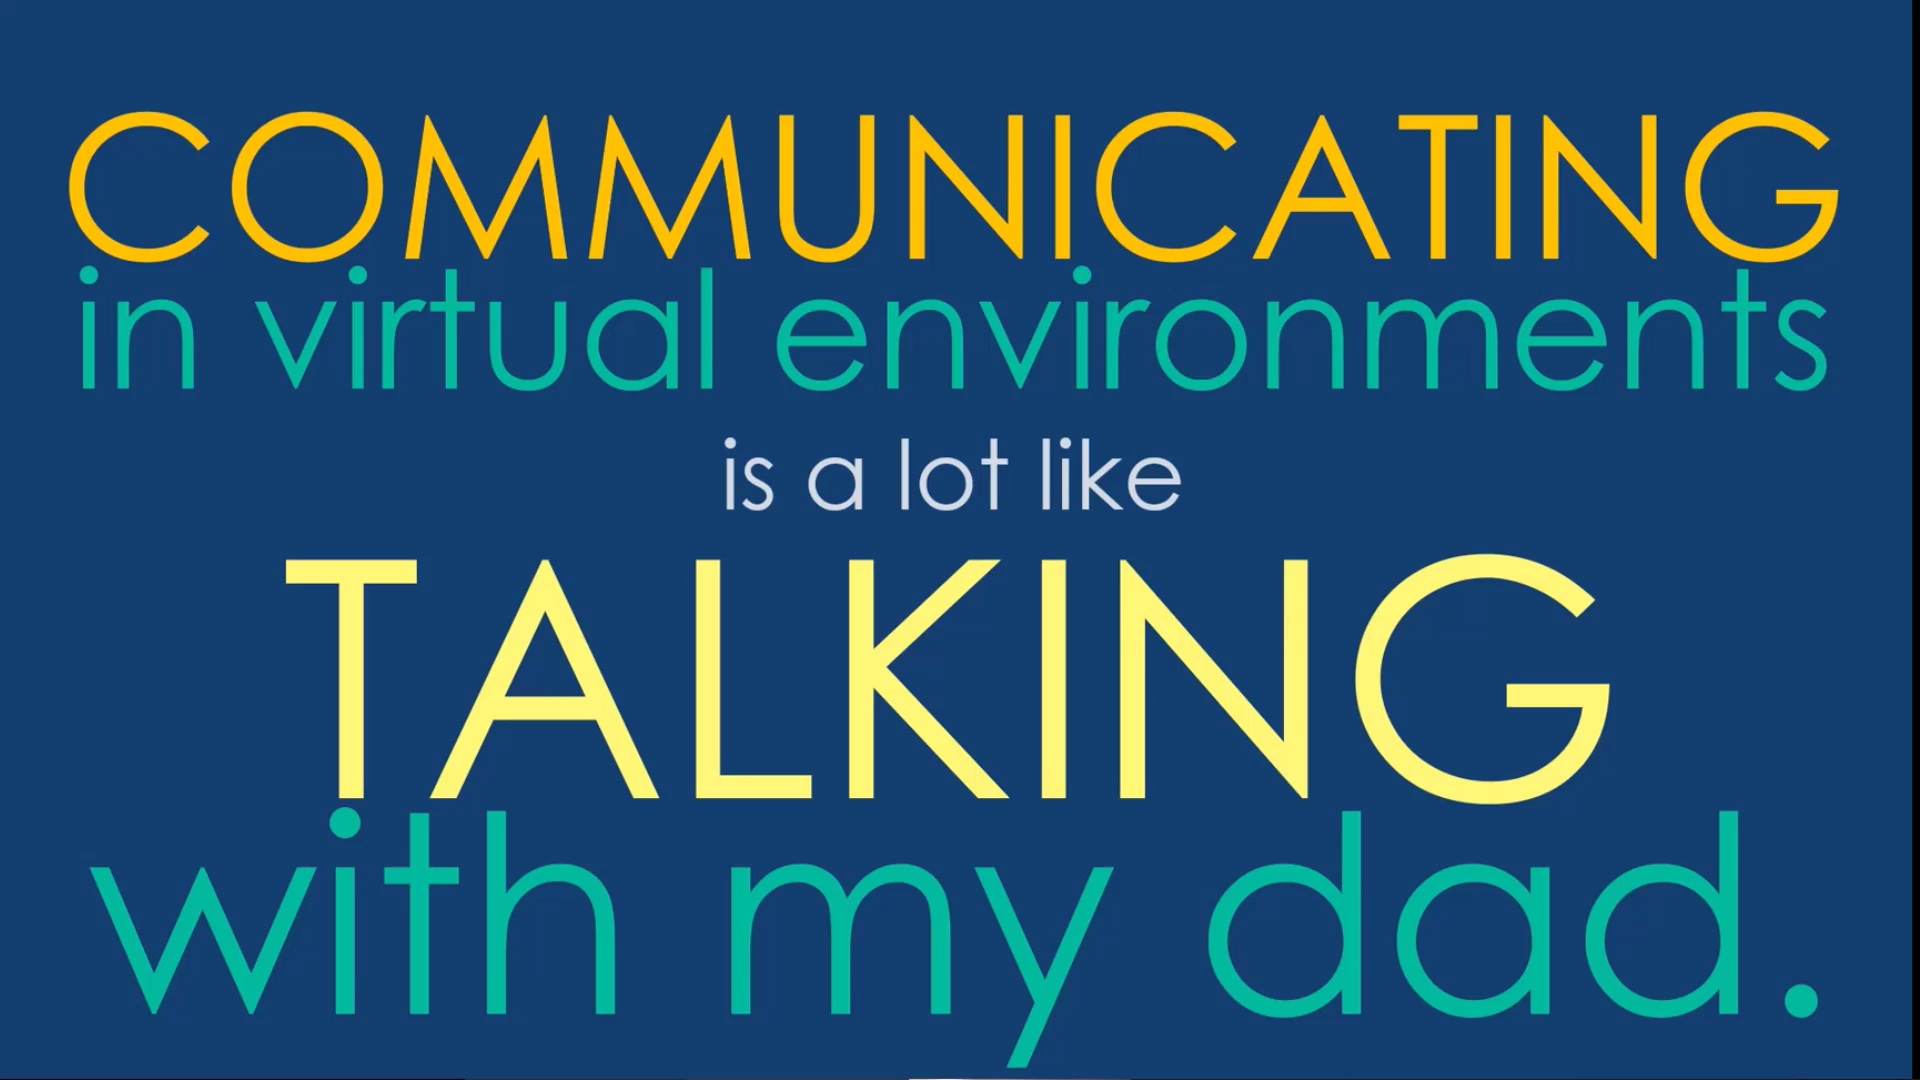 COMMUNICATING
in virtual environments
is a lot like
TALKING
with my dad.